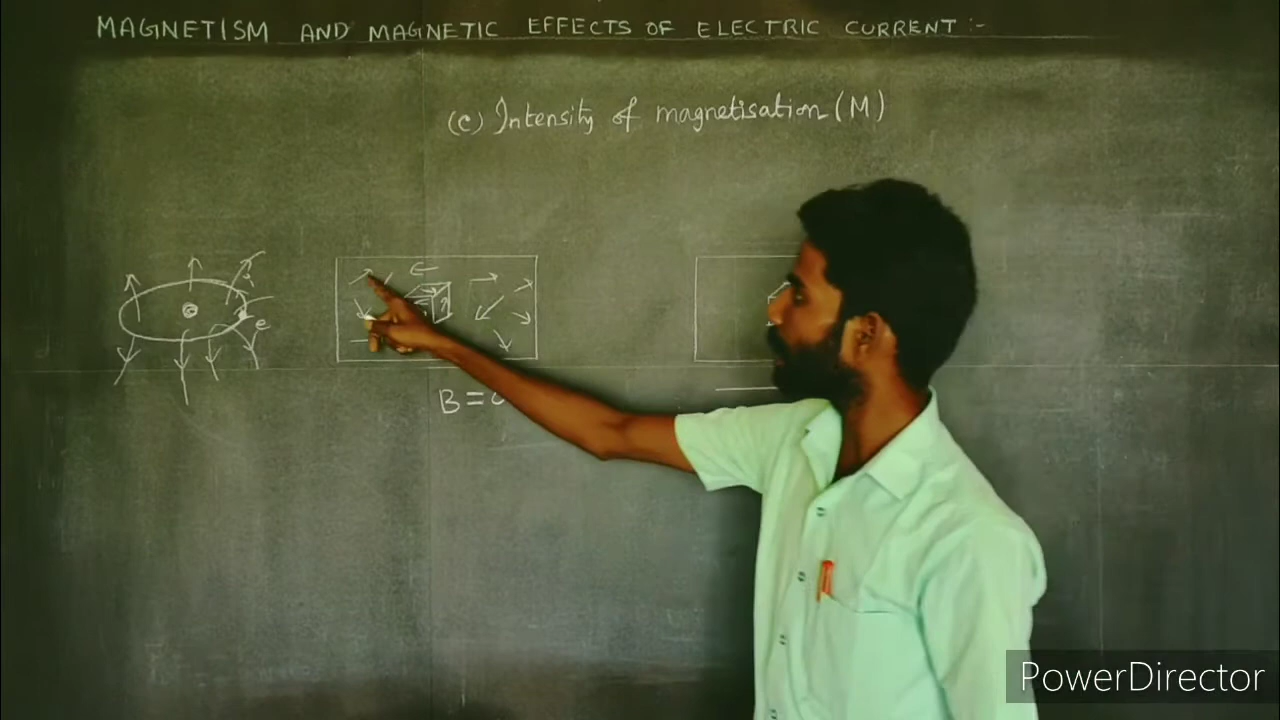 MAGNETISM AND MAGNETIC EFFECTS OF ELECTRIC CURRENT :-
(c) Intensity of magnetisation (M)
e
B =
PowerDirector